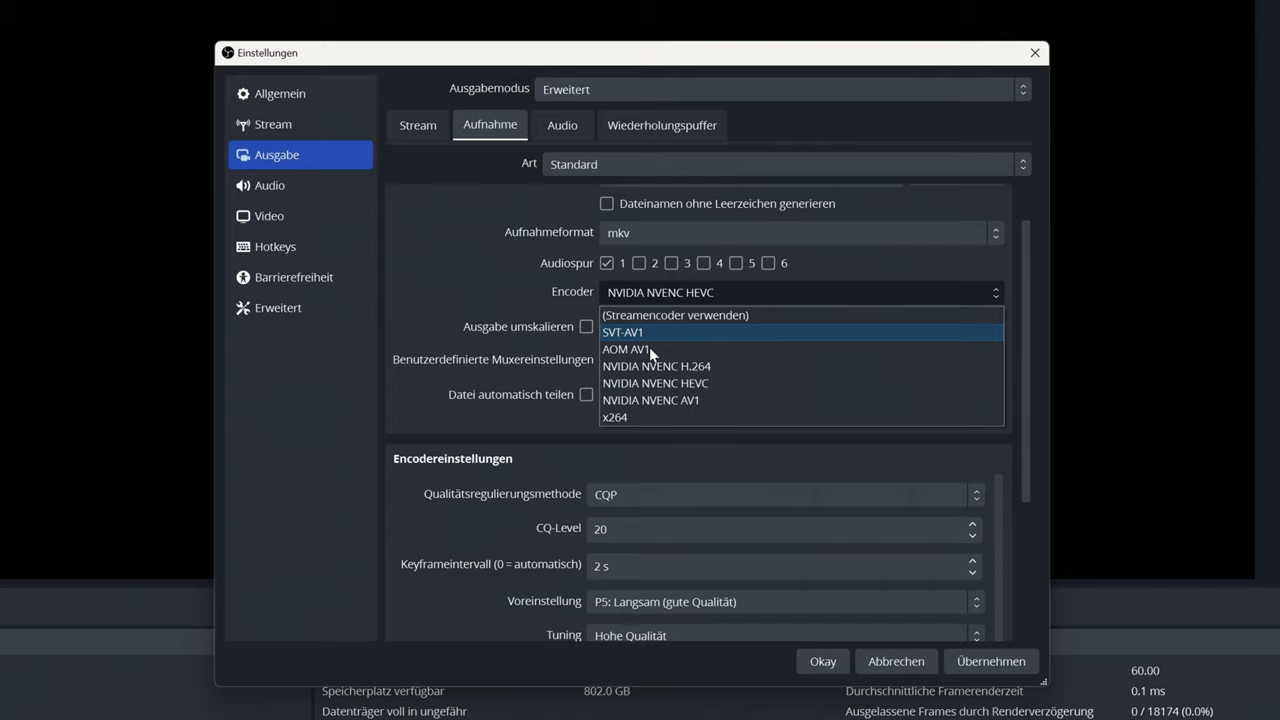 Einstellungen
Allgemein
Stream
Ausgabe
Audio
Video
Hotkeys
Barrierefreiheit
Erweitert
Ausgabemodus Erweitert
Stream Aufnahme Audio Wiederholungspuffer
Art Standard
Dateinamen ohne Leerzeichen generieren
Aufnahmeformat mkv
Audiospur 1 2 3 4 5 6
Encoder NVIDIA NVENC HEVC
(Streamencoder verwenden)
Ausgabe umskalieren SVT-AV1
AOM AV1
Benutzerdefinierte Muxereinstellungen NVIDIA NVENC H.264
NVIDIA NVENC HEVC
Datei automatisch teilen NVIDIA NVENC AV1
x264
Encodereinstellungen
Qualitätsregulierungsmethode CQP
CQ-Level 20
Keyframeintervall (0 = automatisch) 2 s
Voreinstellung P5: Langsam (gute Qualität)
Tuning Hohe Qualität
Okay Abbrechen Übernehmen
60.00
Speicherplatz verfügbar 802.0 GB Durchschnittliche Framerenderzeit 0.1 ms
Datenträger voll in ungefähr Ausgelassene Frames durch Renderverzögerung 0 / 18174 (0.0%)